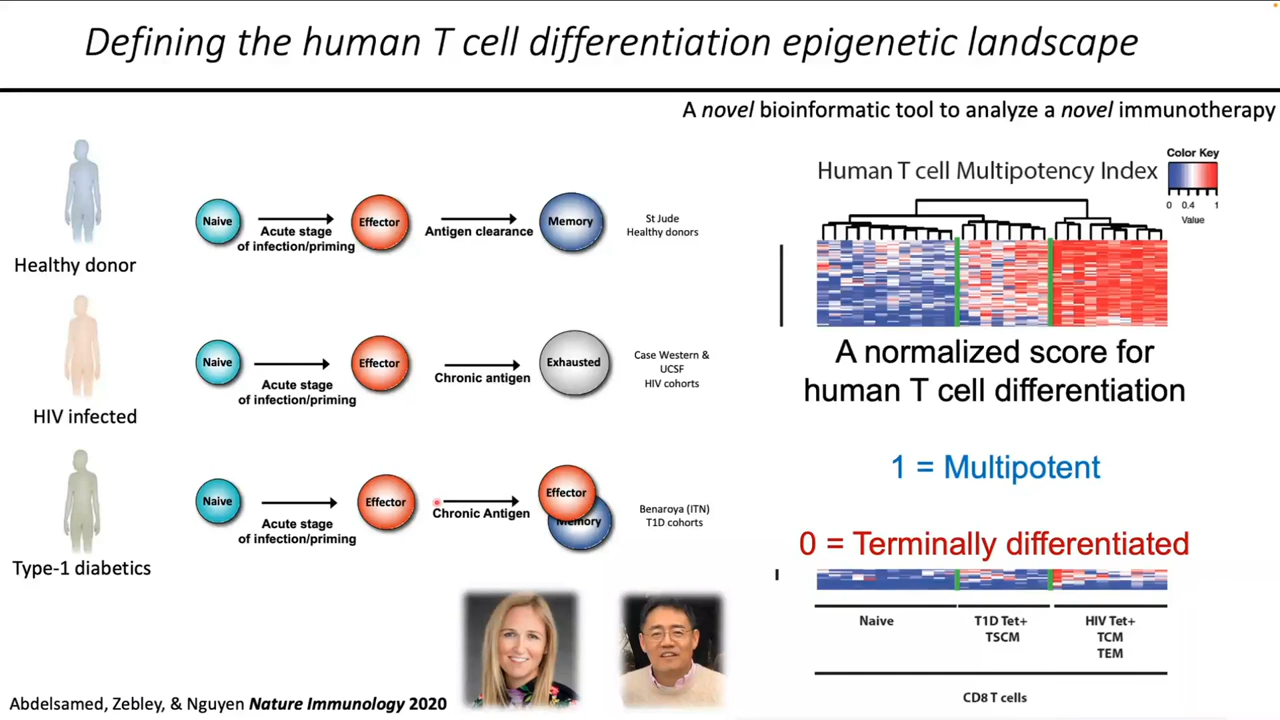 Defining the human T cell differentiation epigenetic landscape
A novel bioinformatic tool to analyze a novel immunotherapy
Healthy donor
Naive
Acute stage
of infection/priming
Effector
Antigen clearance
Memory
St Jude
Healthy donors
HIV infected
Naive
Acute stage
of infection/priming
Effector
Chronic antigen
Exhausted
Case Western &
UCSF
HIV cohorts
Type-1 diabetics
Naive
Acute stage
of infection/priming
Effector
Chronic Antigen
Effector
Memory
Benaroya (ITN)
T1D cohorts
Human T cell Multipotency Index
Color Key
0 0.4 1
Value
A normalized score for
human T cell differentiation
1 = Multipotent
0 = Terminally differentiated
Naive
T1D Tet+
TSCM
HIV Tet+
TCM
TEM
CD8 T cells
Abdelsamed, Zebley, & Nguyen Nature Immunology 2020